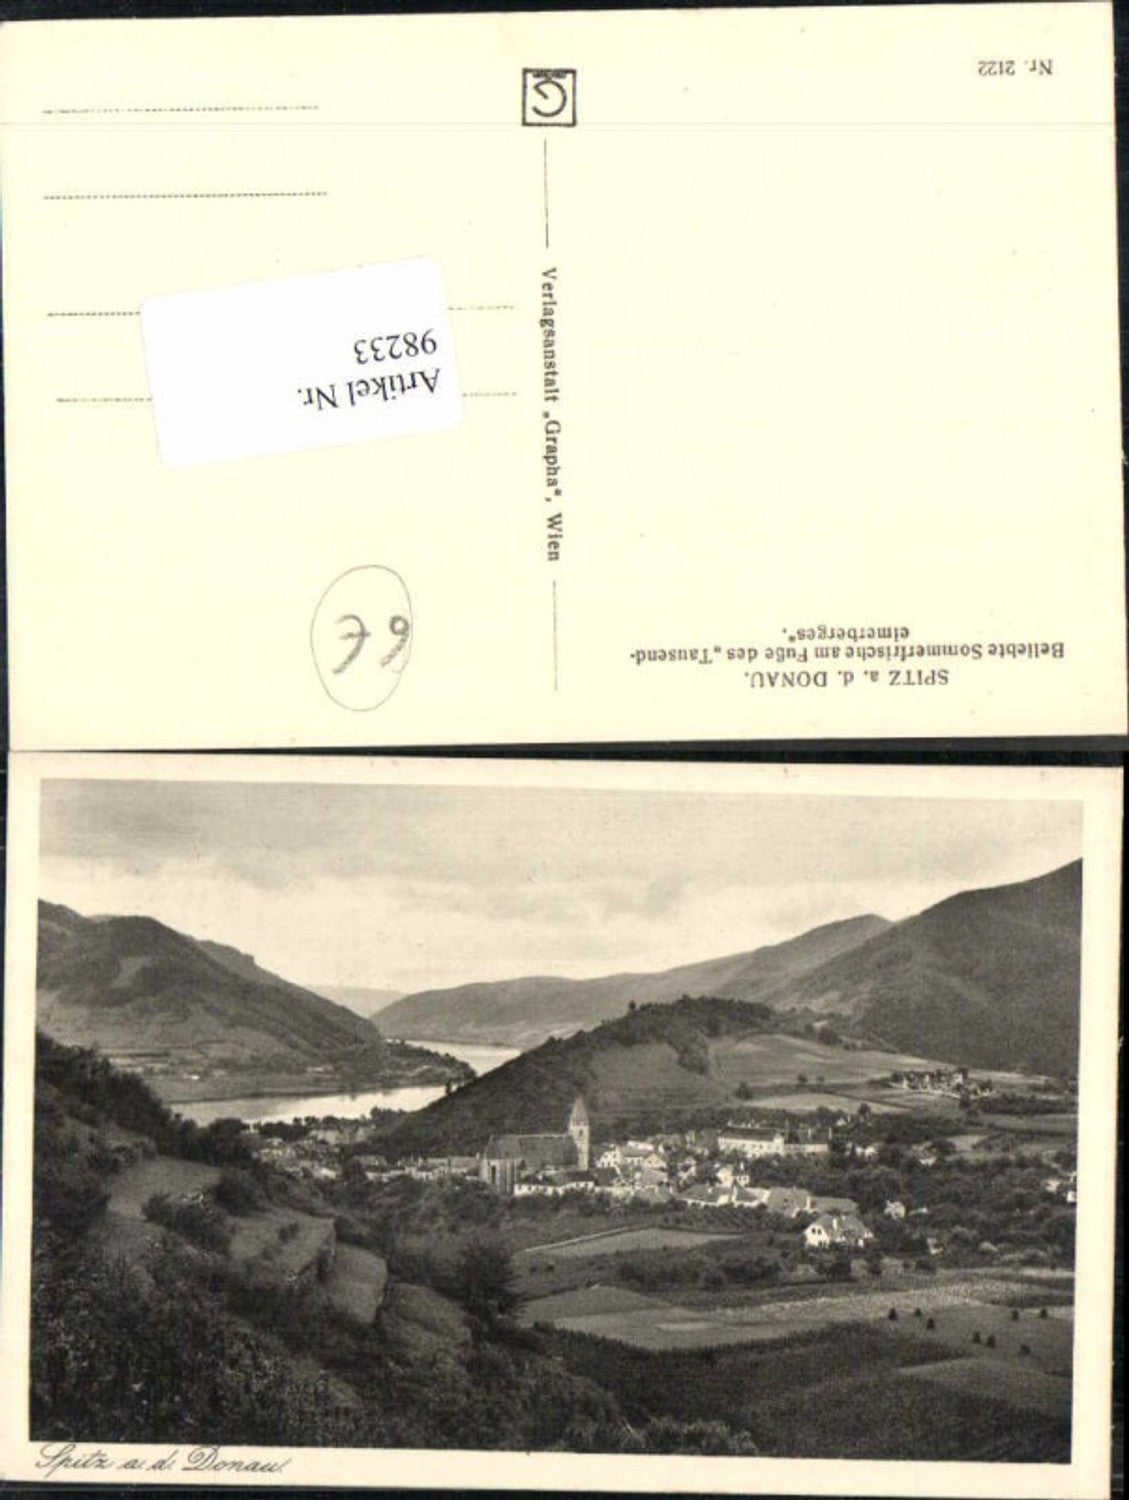 Nr. 2122
G
Artikel Nr.
98233
Verlagsanstalt „Grapha“, Wien
6 €
SPITZ a. d. DONAU.
Beliebte Sommerfrische am Fuße des „Tausend-
eimerberges“.
Spitz a. d. Donau.